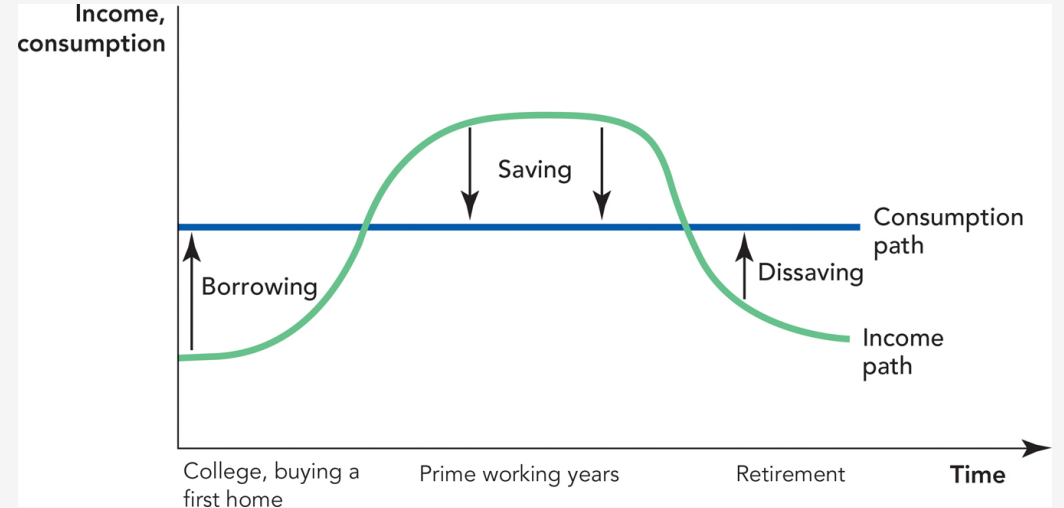 Income,
consumption
Saving
Consumption
path
Borrowing
Dissaving
Income
path
College, buying a
first home
Prime working years
Retirement
Time